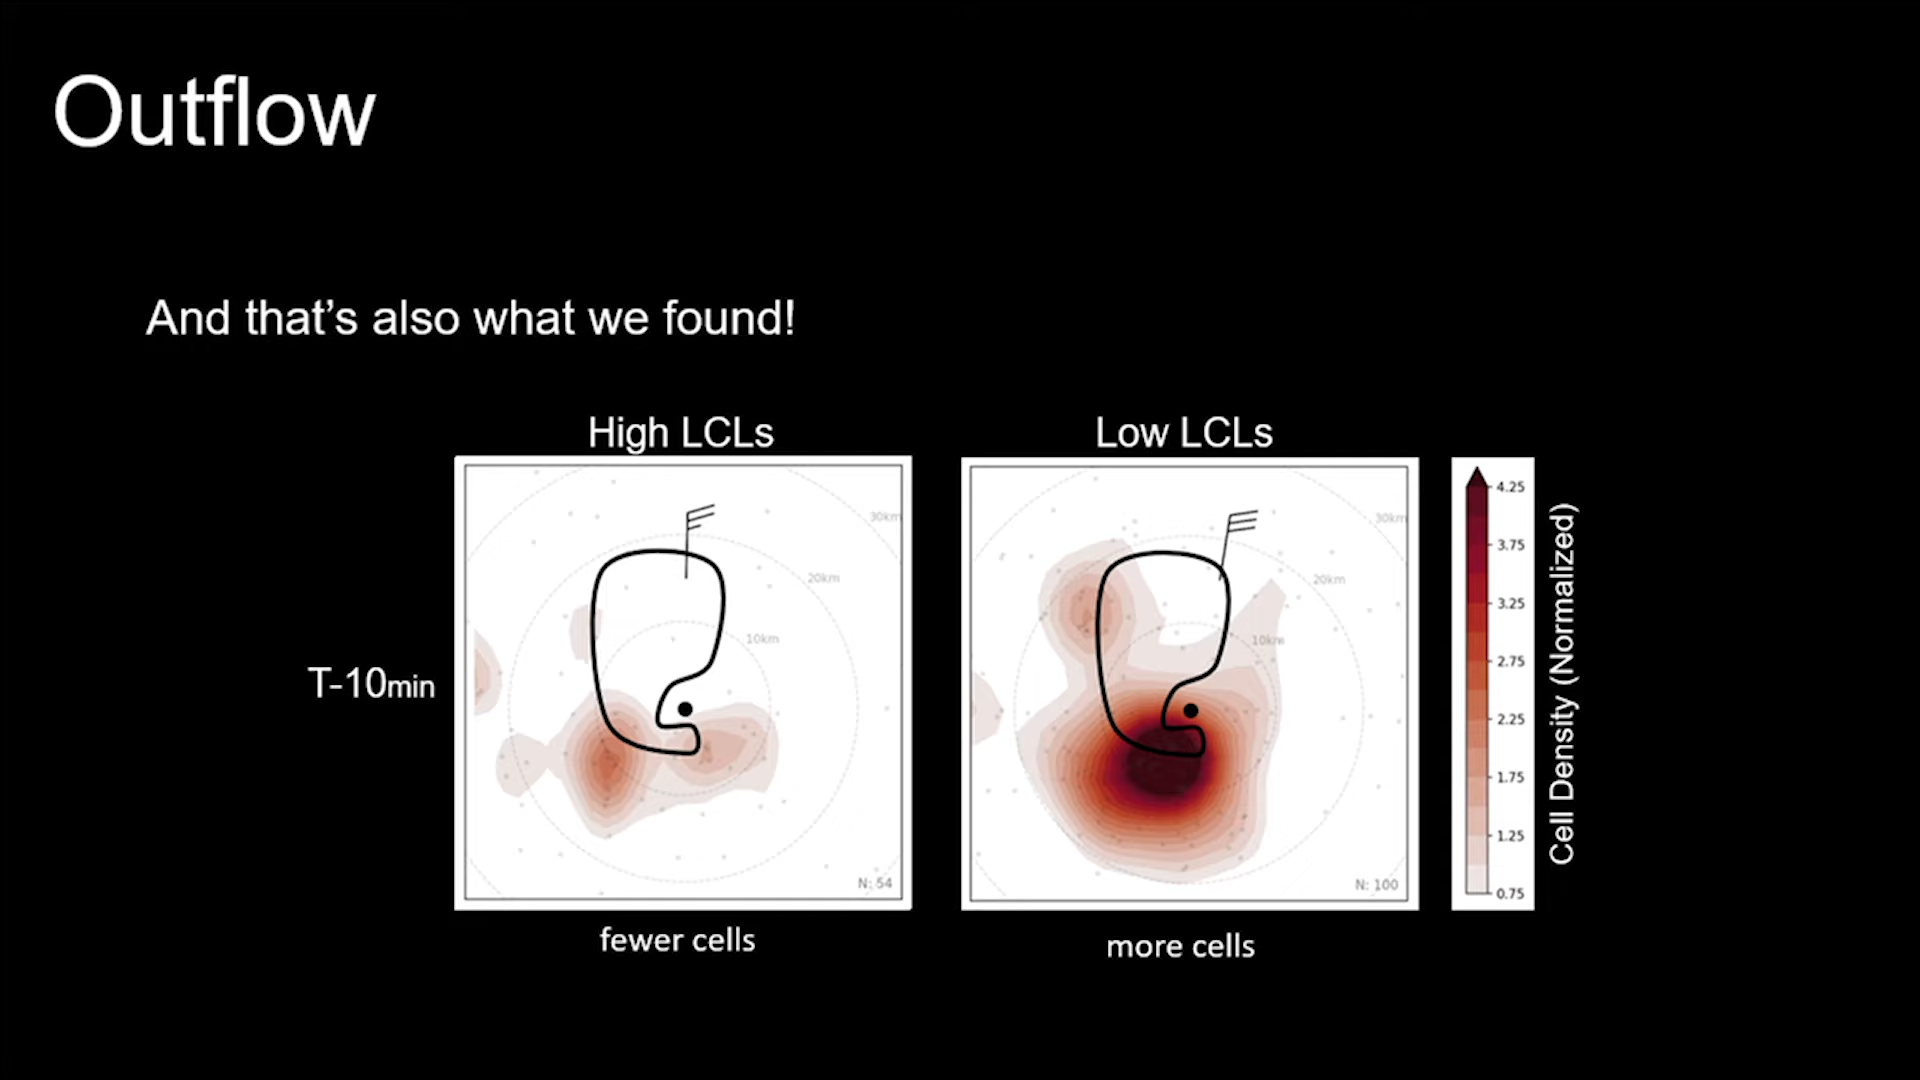 Outflow
And that's also what we found!
High LCLs
Low LCLs
T-10min
30km
20km
10km
N: 54
30km
20km
10km
N: 100
4.25
3.75
3.25
2.75
2.25
1.75
1.25
0.75
Cell Density (Normalized)
fewer cells
more cells